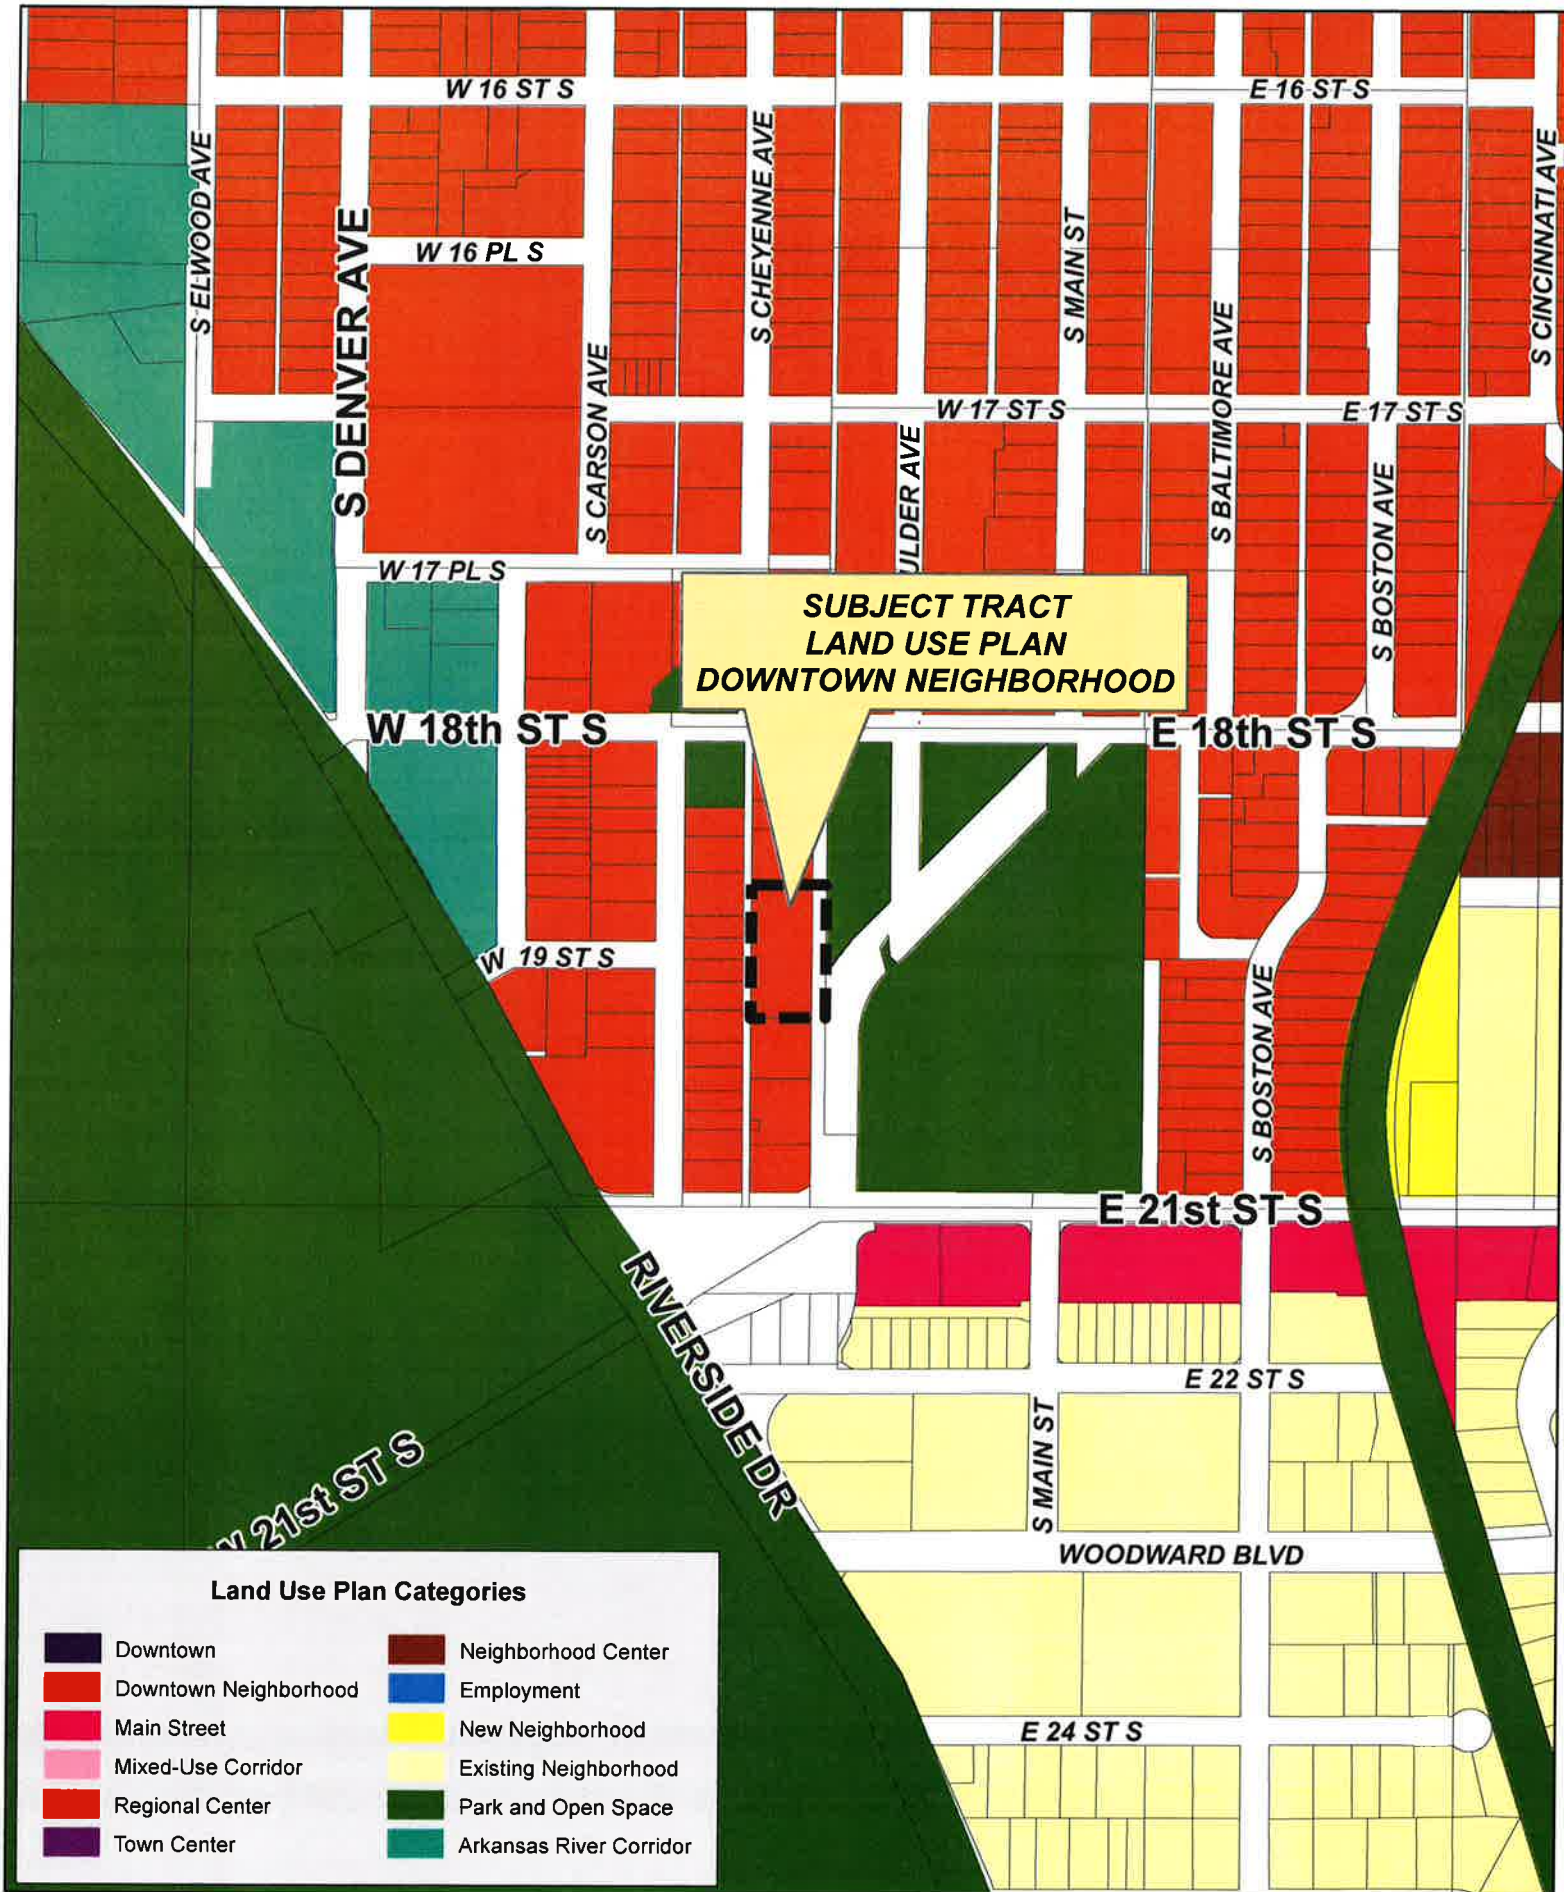 W 16 ST S
E 16 ST S
S ELWOOD AVE
S DENVER AVE
W 16 PL S
S CARSON AVE
S CHEYENNE AVE
S MAIN ST
S BALTIMORE AVE
S CINCINNATI AVE
W 17 ST S
E 17 ST S
ULDER AVE
S BOSTON AVE
W 17 PL S
SUBJECT TRACT
LAND USE PLAN
DOWNTOWN NEIGHBORHOOD
W 18th ST S
E 18th ST S
W 19 ST S
S BOSTON AVE
E 21st ST S
RIVERSIDE DR
E 22 ST S
S MAIN ST
W 21st ST S
WOODWARD BLVD
E 24 ST S
Land Use Plan Categories
Downtown
Downtown Neighborhood
Main Street
Mixed-Use Corridor
Regional Center
Town Center
Neighborhood Center
Employment
New Neighborhood
Existing Neighborhood
Park and Open Space
Arkansas River Corridor